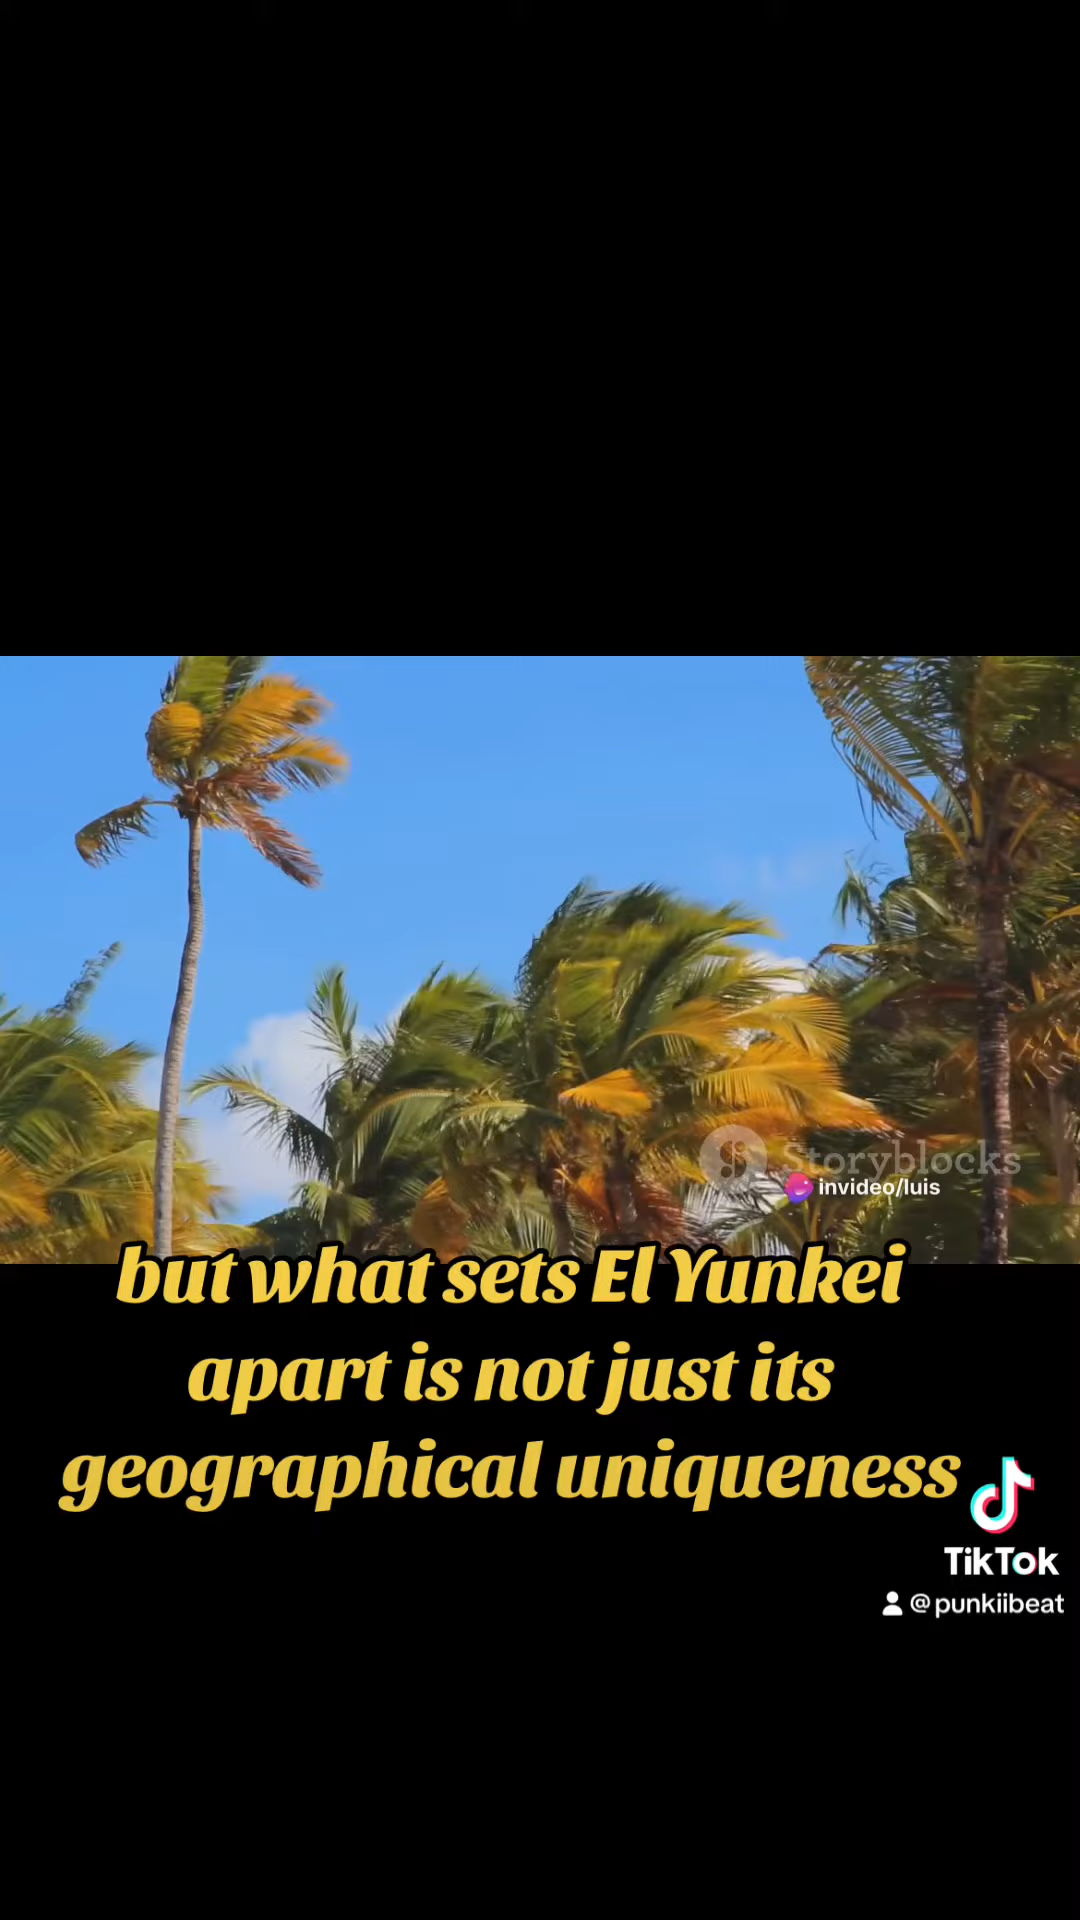 Storyblocks
invideo/luis
but what sets El Yunkei
apart is not just its
geographical uniqueness
TikTok
@punkiibeat